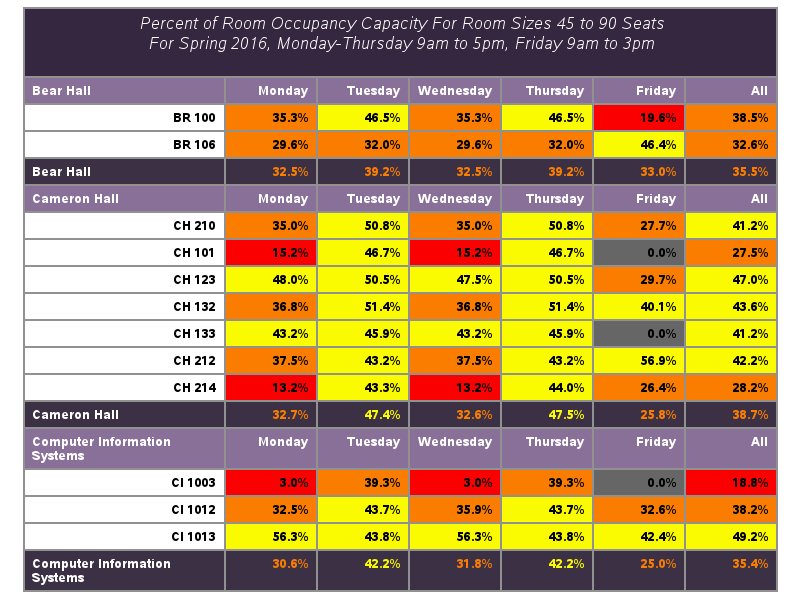 Percent of Room Occupancy Capacity For Room Sizes 45 to 90 Seats
For Spring 2016, Monday-Thursday 9am to 5pm, Friday 9am to 3pm
Bear Hall Monday Tuesday Wednesday Thursday Friday All
BR 100 35.3% 46.5% 35.3% 46.5% 19.6% 38.5%
BR 106 29.6% 32.0% 29.6% 32.0% 46.4% 32.6%
Bear Hall 32.5% 39.2% 32.5% 39.2% 33.0% 35.5%
Cameron Hall Monday Tuesday Wednesday Thursday Friday All
CH 210 35.0% 50.8% 35.0% 50.8% 27.7% 41.2%
CH 101 15.2% 46.7% 15.2% 46.7% 0.0% 27.5%
CH 123 48.0% 50.5% 47.5% 50.5% 29.7% 47.0%
CH 132 36.8% 51.4% 36.8% 51.4% 40.1% 43.6%
CH 133 43.2% 45.9% 43.2% 45.9% 0.0% 41.2%
CH 212 37.5% 43.2% 37.5% 43.2% 56.9% 42.2%
CH 214 13.2% 43.3% 13.2% 44.0% 26.4% 28.2%
Cameron Hall 32.7% 47.4% 32.6% 47.5% 25.8% 38.7%
Computer Information Monday Tuesday Wednesday Thursday Friday All
Systems
CI 1003 3.0% 39.3% 3.0% 39.3% 0.0% 18.8%
CI 1012 32.5% 43.7% 35.9% 43.7% 32.6% 38.2%
CI 1013 56.3% 43.8% 56.3% 43.8% 42.4% 49.2%
Computer Information 30.6% 42.2% 31.8% 42.2% 25.0% 35.4%
Systems